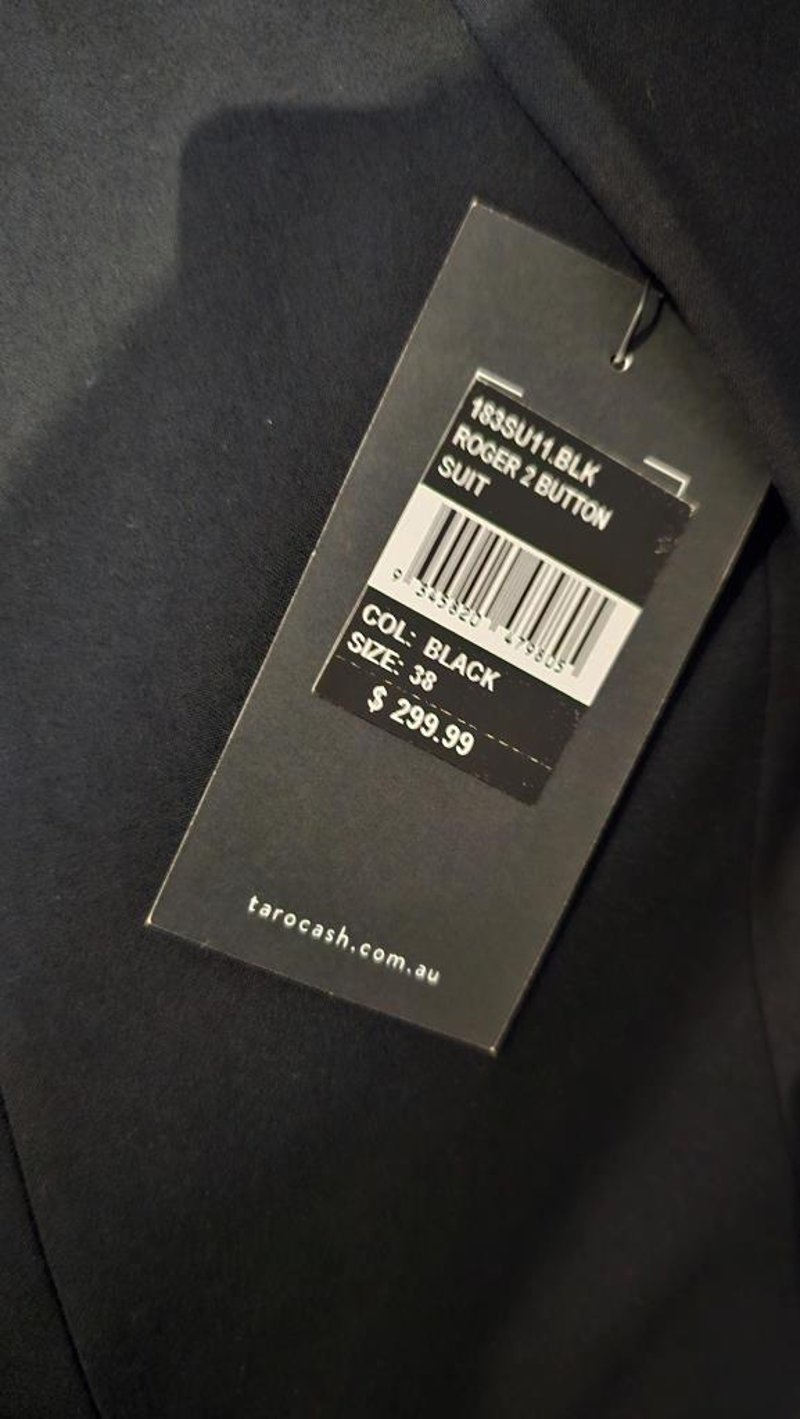 183SU11.BLK
ROGER 2 BUTTON
SUIT
COL: BLACK
SIZE: 38
$ 299.99
tarocash.com.au